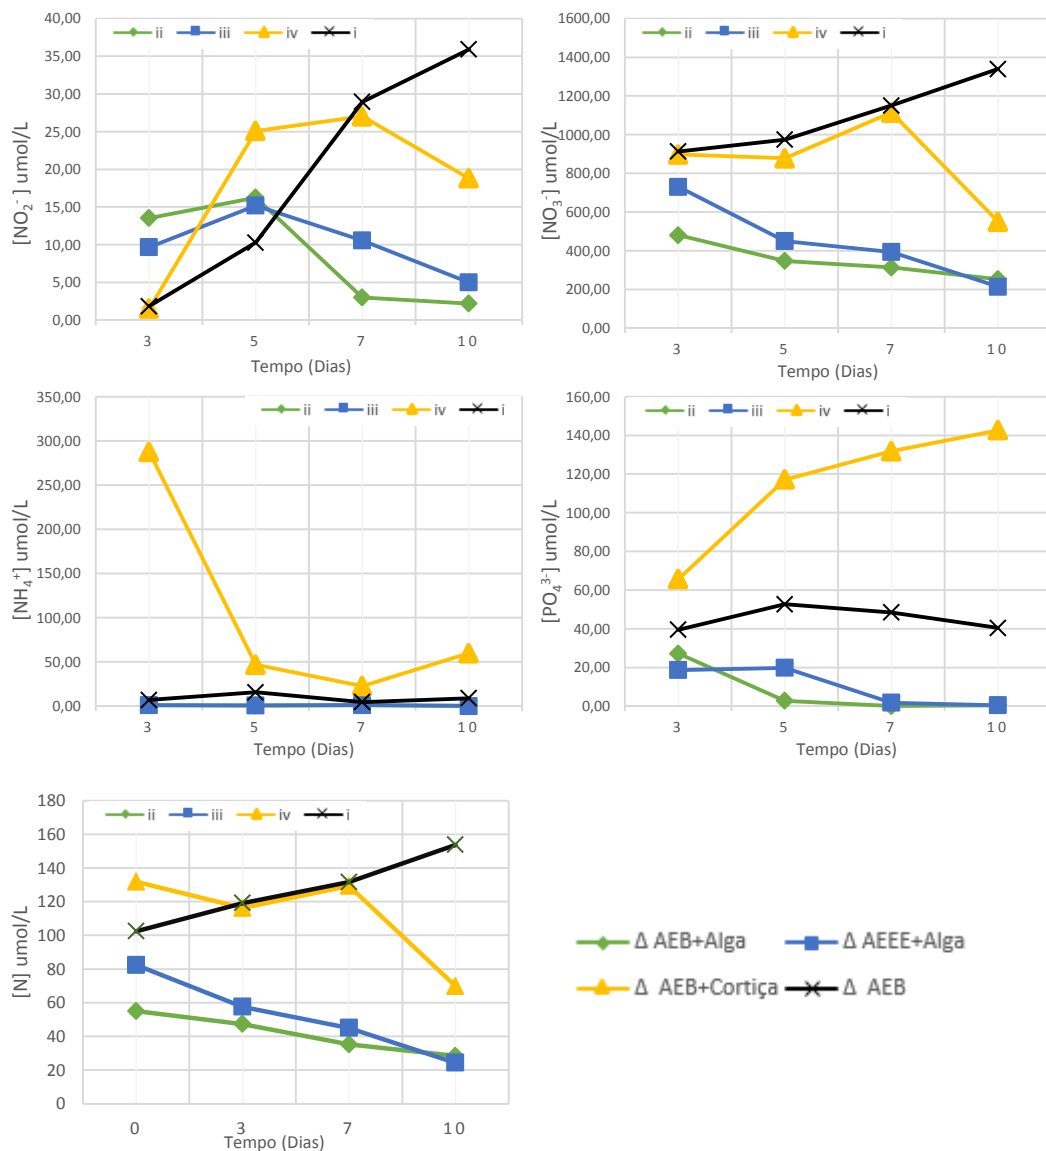 [NO₂⁻] umol/L
40,00
35,00
30,00
25,00
20,00
15,00
10,00
5,00
0,00
ii iii iv i
3 5 7 10
Tempo (Dias)
[NO₃⁻] umol/L
1600,00
1400,00
1200,00
1000,00
800,00
600,00
400,00
200,00
0,00
ii iii iv i
3 5 7 10
Tempo (Dias)
[NH₄⁺] umol/L
350,00
300,00
250,00
200,00
150,00
100,00
50,00
0,00
ii iii iv i
3 5 7 10
Tempo (Dias)
[PO₄³⁻] umol/L
160,00
140,00
120,00
100,00
80,00
60,00
40,00
20,00
0,00
ii iii iv i
3 5 7 10
Tempo (Dias)
[N] umol/L
180
160
140
120
100
80
60
40
20
0
ii iii iv i
0 3 7 10
Tempo (Dias)
Δ AEB+Alga Δ AEEE+Alga
Δ AEB+Cortiça Δ AEB